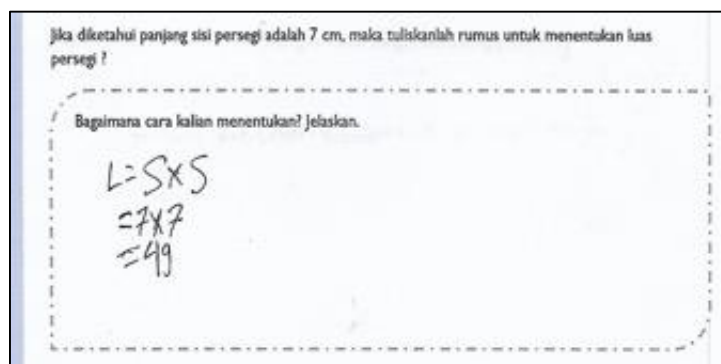 Jika diketahui panjang sisi persegi adalah 7 cm, maka tuliskanlah rumus untuk menentukan luas
persegi ?
Bagaimana cara kalian menentukan? Jelaskan.
L = S x S
= 7 x 7
= 49